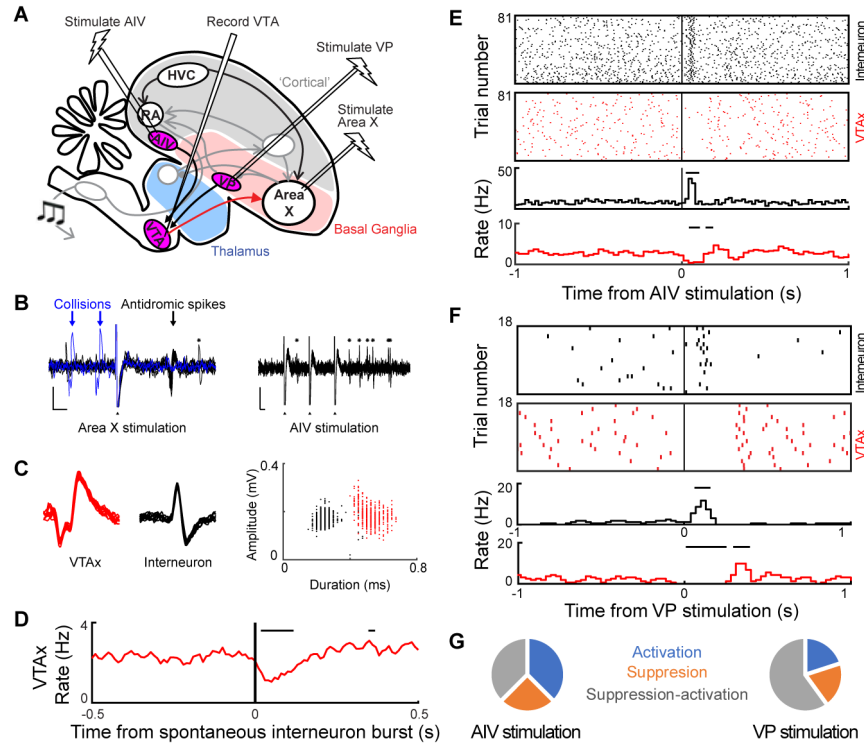 A
Stimulate AIV
Record VTA
Stimulate VP
HVC
'Cortical'
Stimulate
Area X
RA
AIV
VP
Area
X
VTA
Thalamus
Basal Ganglia
B
Collisions
Antidromic spikes
*
* * * * * *
Area X stimulation
AIV stimulation
C
VTAx
Interneuron
Amplitude (mV)
0.4
0
0
0.8
Duration (ms)
D
VTAx
Rate (Hz)
4
0
-0.5
0
0.5
Time from spontaneous interneuron burst (s)
E
81
Interneuron
Trial number
81
VTAx
50
Rate (Hz)
0
10
0
-1
0
1
Time from AIV stimulation (s)
F
18
Interneuron
Trial number
18
VTAx
20
Rate (Hz)
0
-1
0
1
20
0
-1
0
1
Time from VP stimulation (s)
G
Activation
Suppresion
Suppression-activation
AIV stimulation
VP stimulation